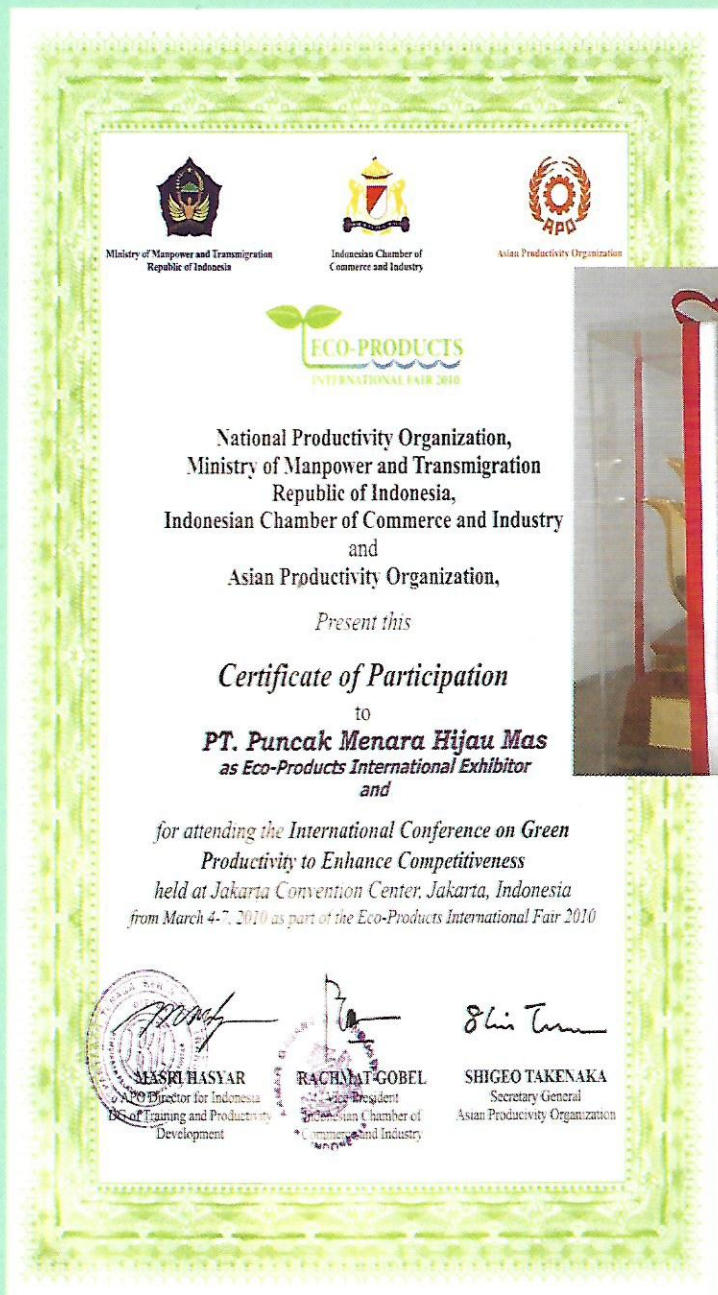 Ministry of Manpower and Transmigration
Republic of Indonesia
Indonesian Chamber of
Commerce and Industry
APO
Asian Productivity Organization
ECO-PRODUCTS
INTERNATIONAL FAIR 2010
National Productivity Organization,
Ministry of Manpower and Transmigration
Republic of Indonesia,
Indonesian Chamber of Commerce and Industry
and
Asian Productivity Organization,
Present this
Certificate of Participation
to
PT. Puncak Menara Hijau Mas
as Eco-Products International Exhibitor
and
for attending the International Conference on Green
Productivity to Enhance Competitiveness
held at Jakarta Convention Center, Jakarta, Indonesia
from March 4-7, 2010 as part of the Eco-Products International Fair 2010
MASRI HASYAR
APO Director for Indonesia
DG of Training and Productivity
Development
RACHMAT GOBEL
Vice President
Indonesian Chamber of
Commerce and Industry
SHIGEO TAKENAKA
Secretary General
Asian Producivity Organization